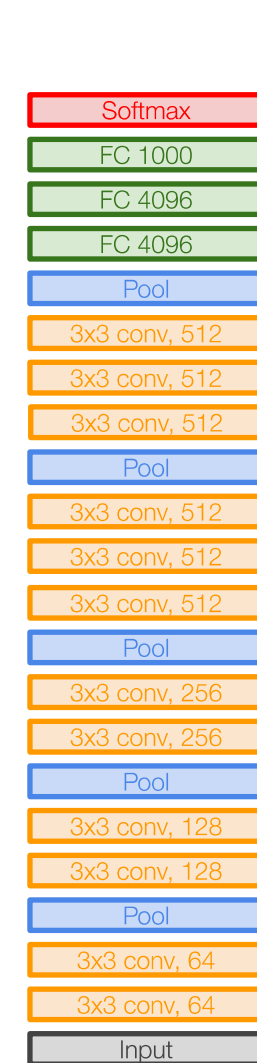 Softmax
FC 1000
FC 4096
FC 4096
Pool
3x3 conv, 512
3x3 conv, 512
3x3 conv, 512
Pool
3x3 conv, 512
3x3 conv, 512
3x3 conv, 512
Pool
3x3 conv, 256
3x3 conv, 256
Pool
3x3 conv, 128
3x3 conv, 128
Pool
3x3 conv, 64
3x3 conv, 64
Input